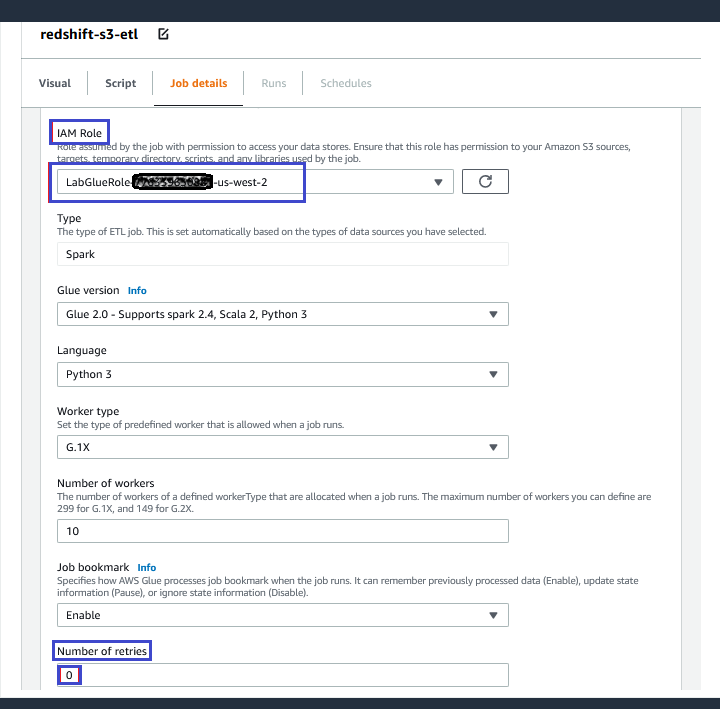 redshift-s3-etl
Visual Script Job details Runs Schedules
IAM Role
Role assumed by the job with permission to access your data stores. Ensure that this role has permission to your Amazon S3 sources,
targets, temporary directory, scripts, and any libraries used by the job.
LabGlueRole- -us-west-2
Type
The type of ETL job. This is set automatically based on the types of data sources you have selected.
Spark
Glue version Info
Glue 2.0 - Supports spark 2.4, Scala 2, Python 3
Language
Python 3
Worker type
Set the type of predefined worker that is allowed when a job runs.
G.1X
Number of workers
The number of workers of a defined workerType that are allocated when a job runs. The maximum number of workers you can define are
299 for G.1X, and 149 for G.2X.
10
Job bookmark Info
Specifies how AWS Glue processes job bookmark when the job runs. It can remember previously processed data (Enable), update state
information (Pause), or ignore state information (Disable).
Enable
Number of retries
0